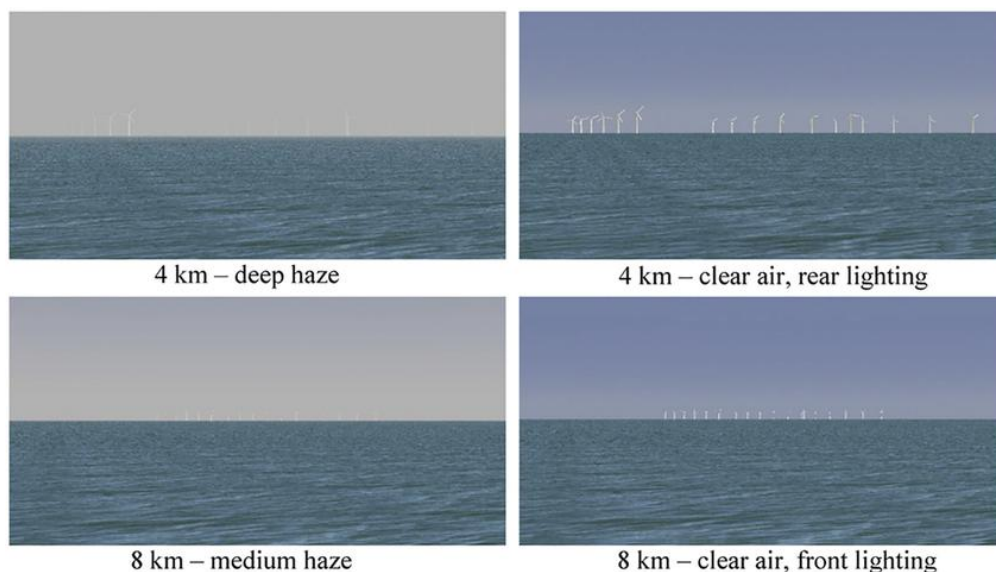 4 km – deep haze
4 km – clear air, rear lighting
8 km – medium haze
8 km – clear air, front lighting